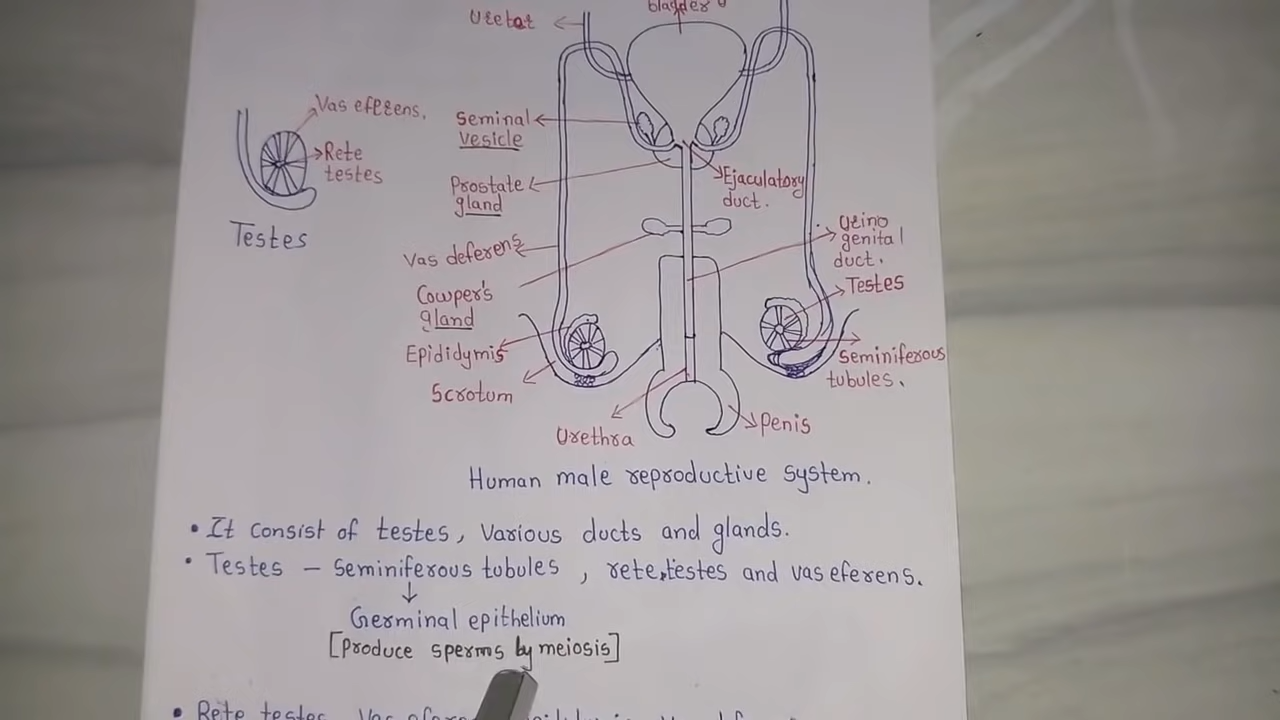 Ureter
bladder
Vas efferens.
Rete
testes
Testes
Seminal
vesicle
Prostate
gland
Vas deferens
Cowper's
gland
Epididymis
Scrotum
Urethra
Ejaculatory
duct.
Urino
genital
duct.
Testes
Seminiferous
tubules.
Penis
Human male reproductive system.
• It consist of testes, various ducts and glands.
• Testes – seminiferous tubules, rete testes and vas eferens.
↓
Germinal epithelium
[Produce sperms by meiosis]
• Rete testes